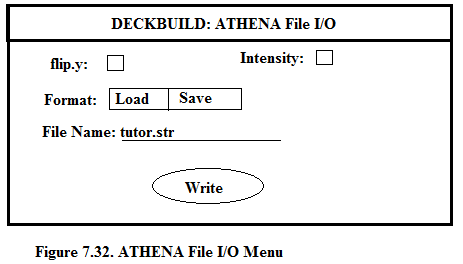 DECKBUILD: ATHENA File I/O
flip.y: Intensity:
Format: Load Save
File Name: tutor.str
Write
Figure 7.32. ATHENA File I/O Menu